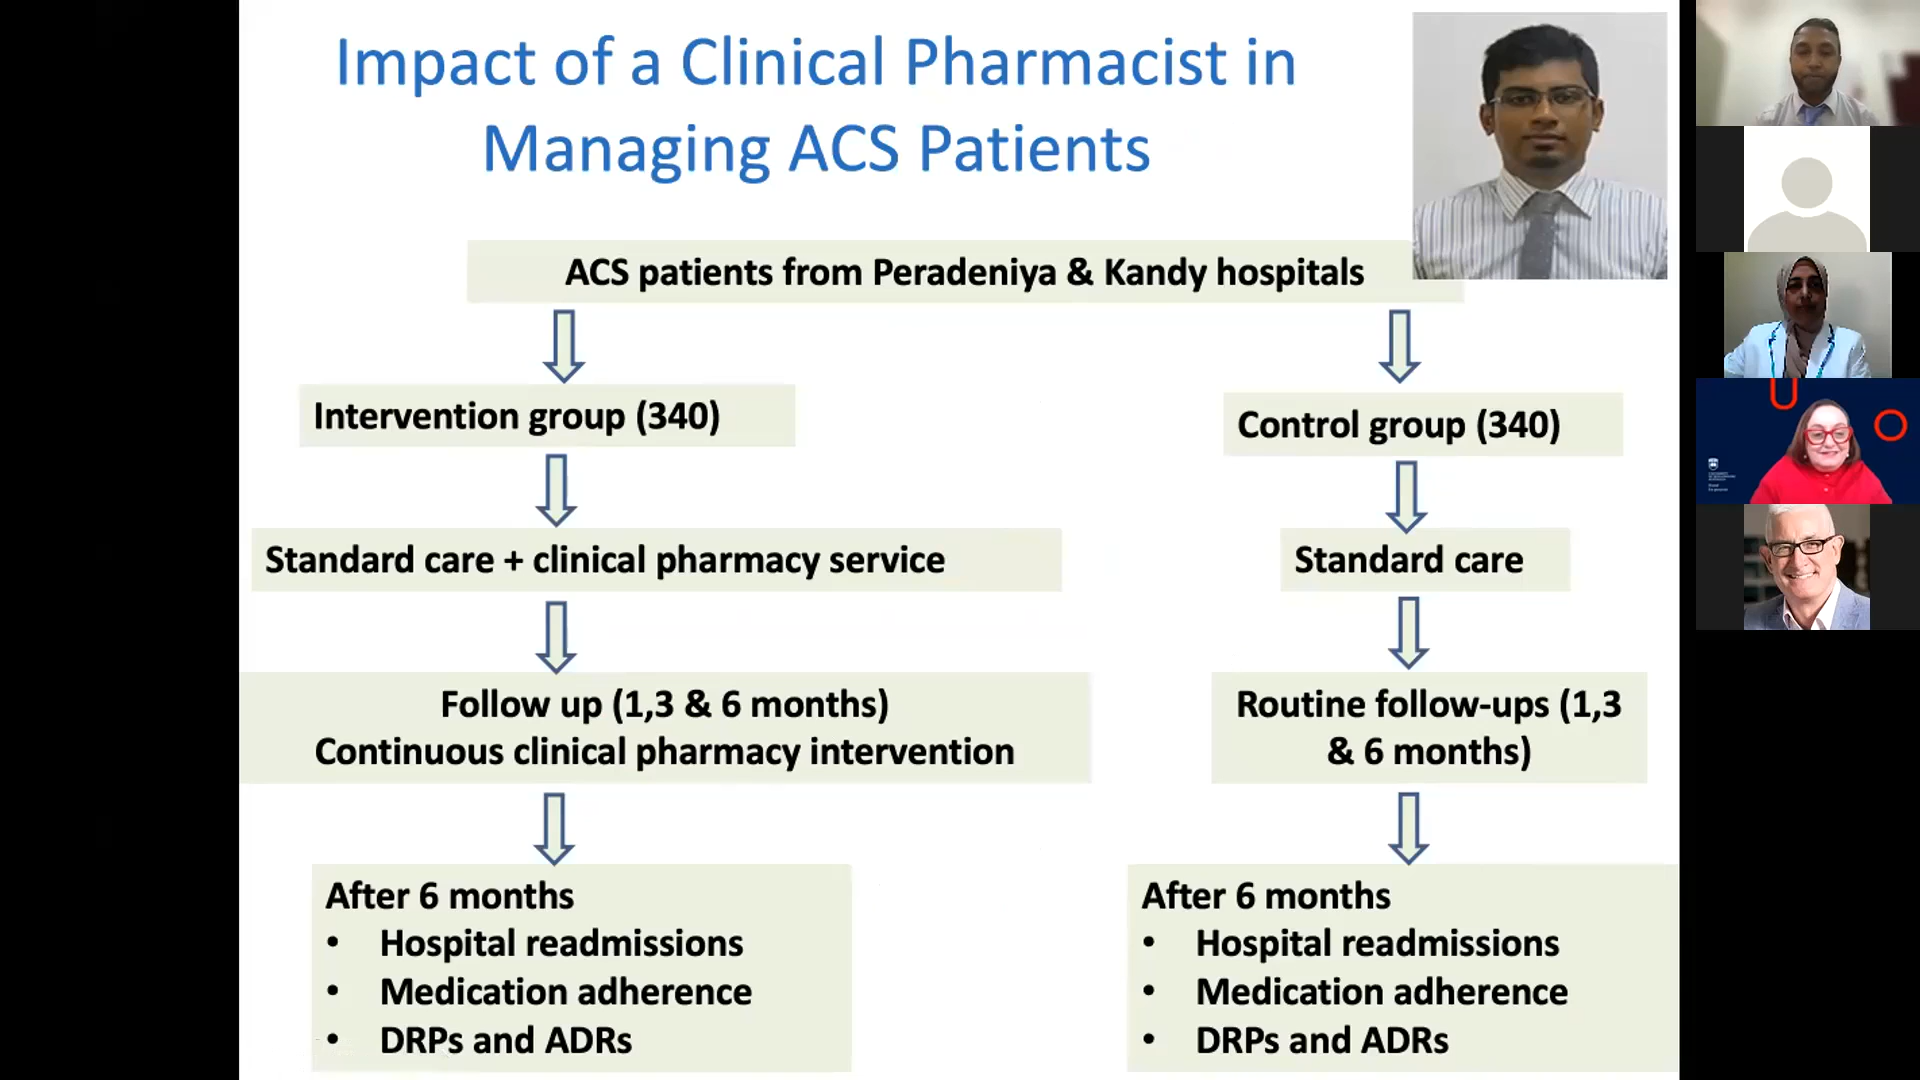 Impact of a Clinical Pharmacist in
Managing ACS Patients
ACS patients from Peradeniya & Kandy hospitals
Intervention group (340)
Control group (340)
Standard care + clinical pharmacy service
Standard care
Follow up (1,3 & 6 months)
Continuous clinical pharmacy intervention
Routine follow-ups (1,3
& 6 months)
After 6 months
• Hospital readmissions
• Medication adherence
• DRPs and ADRs
After 6 months
• Hospital readmissions
• Medication adherence
• DRPs and ADRs